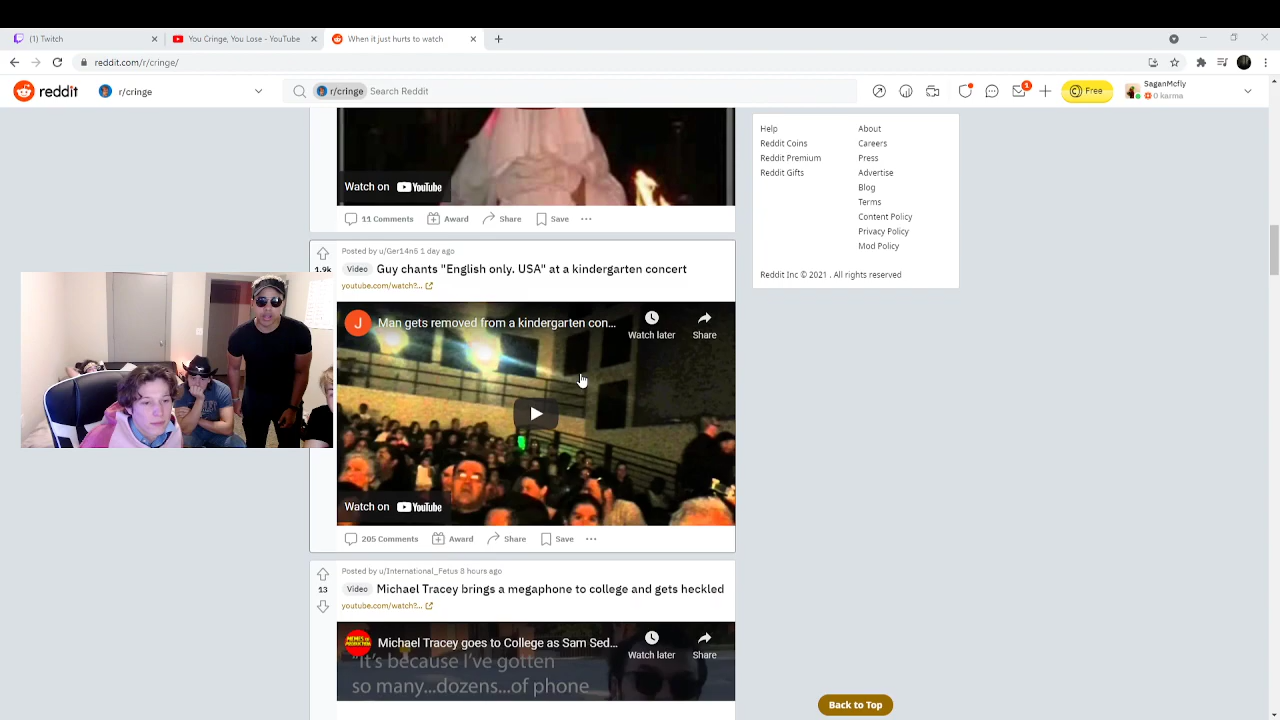 (1) Twitch
You Cringe, You Lose - YouTube
When it just hurts to watch
reddit.com/r/cringe/
reddit
r/cringe
r/cringe Search Reddit
1
Free
SaganMcfly
0 karma
Watch on YouTube
11 Comments Award Share Save
Posted by u/Ger14n5 1 day ago
1.9k
Video Guy chants "English only. USA" at a kindergarten concert
youtube.com/watch?...
J
Man gets removed from a kindergarten con...
Watch later Share
Watch on YouTube
205 Comments Award Share Save
Posted by u/International_Fetus 8 hours ago
13
Video Michael Tracey brings a megaphone to college and gets heckled
youtube.com/watch?...
Michael Tracey goes to College as Sam Sed...
Watch later Share
"It's because I've gotten
so many...dozens...of phone
Help About
Reddit Coins Careers
Reddit Premium Press
Reddit Gifts Advertise
Blog
Terms
Content Policy
Privacy Policy
Mod Policy
Reddit Inc © 2021 . All rights reserved
Back to Top